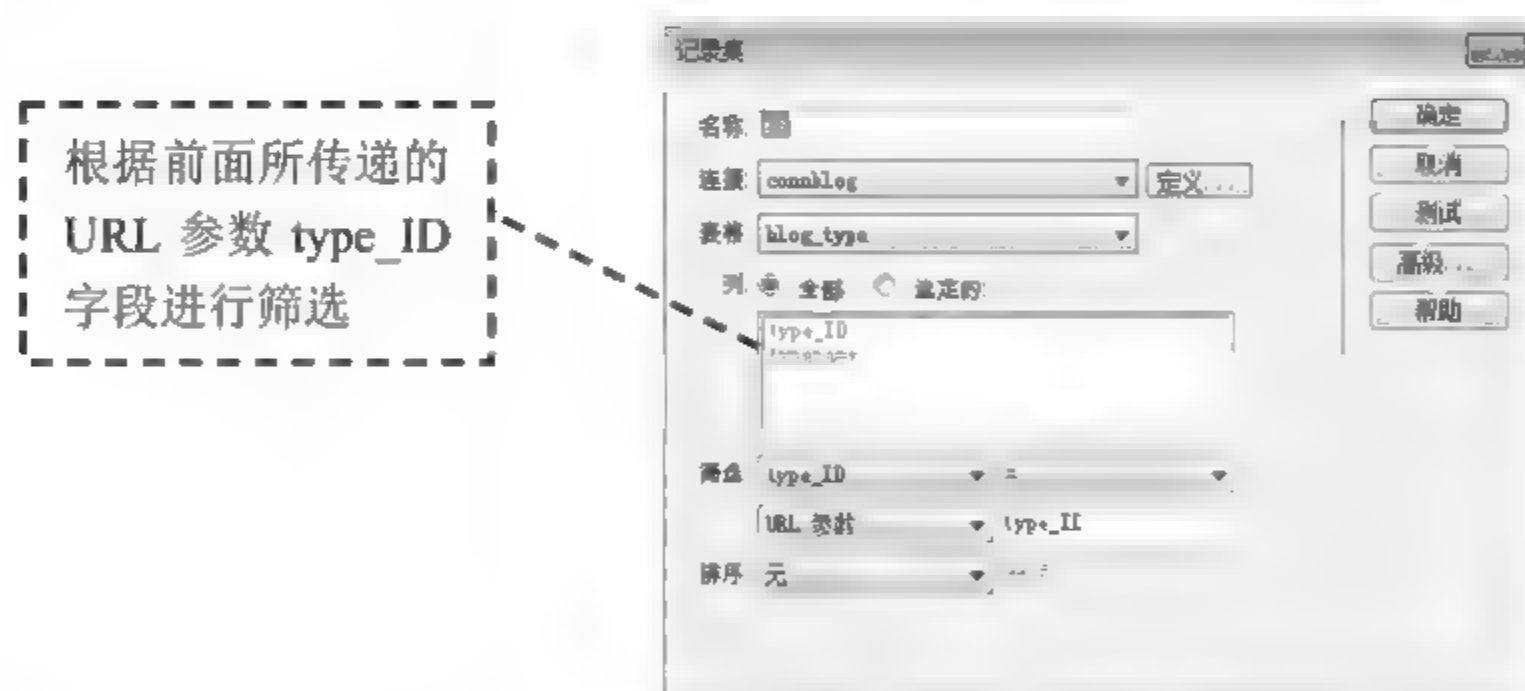 根据前面所传递的
URL 参数 type_ID
字段进行筛选
记录集
名称:
连接: connblog 定义....
表格: blog_type
列: 全部 选定的:
type_ID
筛选: type_ID =
URL 参数 type_ID
排序: 无
确定
取消
测试
高级...
帮助